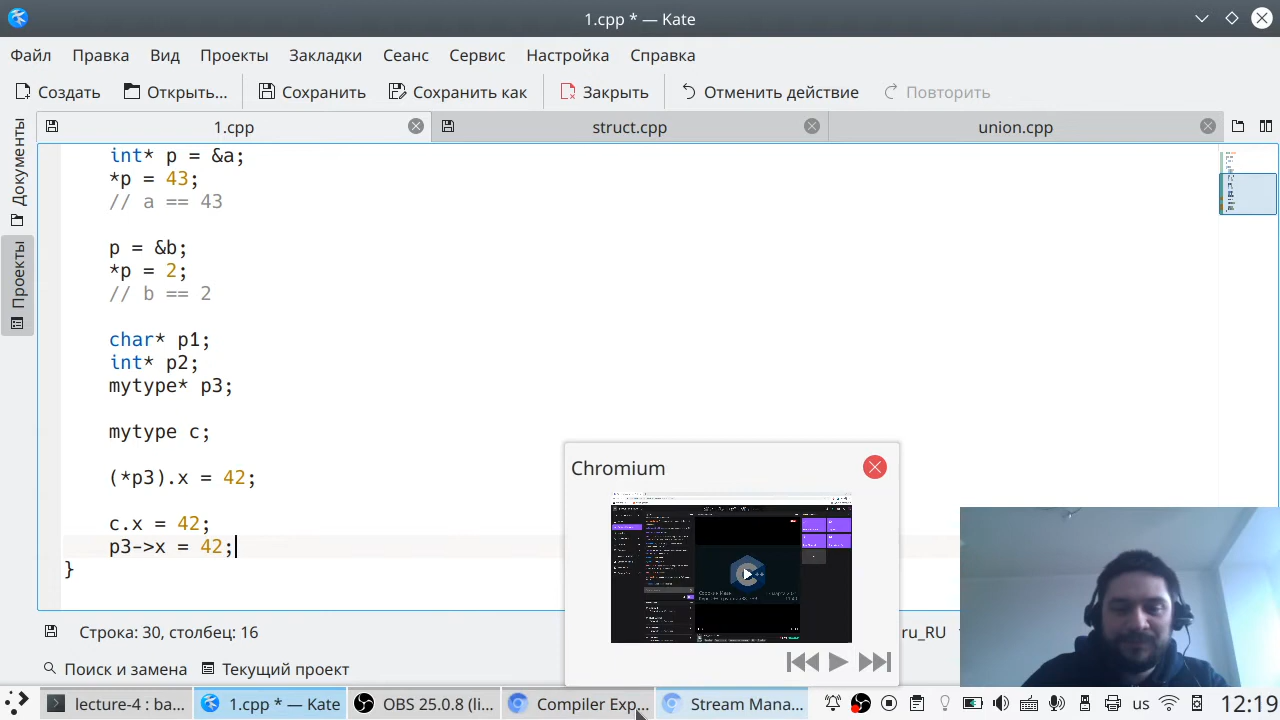 1.cpp * — Kate
Файл Правка Вид Проекты Закладки Сеанс Сервис Настройка Справка
Создать Открыть... Сохранить Сохранить как Закрыть Отменить действие Повторить
1.cpp struct.cpp union.cpp
Документы
Проекты
int* p = &a;
*p = 43;
// a == 43
p = &b;
*p = 2;
// b == 2
char* p1;
int* p2;
mytype* p3;
mytype c;
(*p3).x = 42;
c.x = 42;
p3->x = 42;
}
Chromium
Строка: 30, столбец: 16
ru_RU
Поиск и замена Текущий проект
lecture-4 : ba... 1.cpp * — Kate OBS 25.0.8 (li... Compiler Exp... Stream Mana... us 12:19